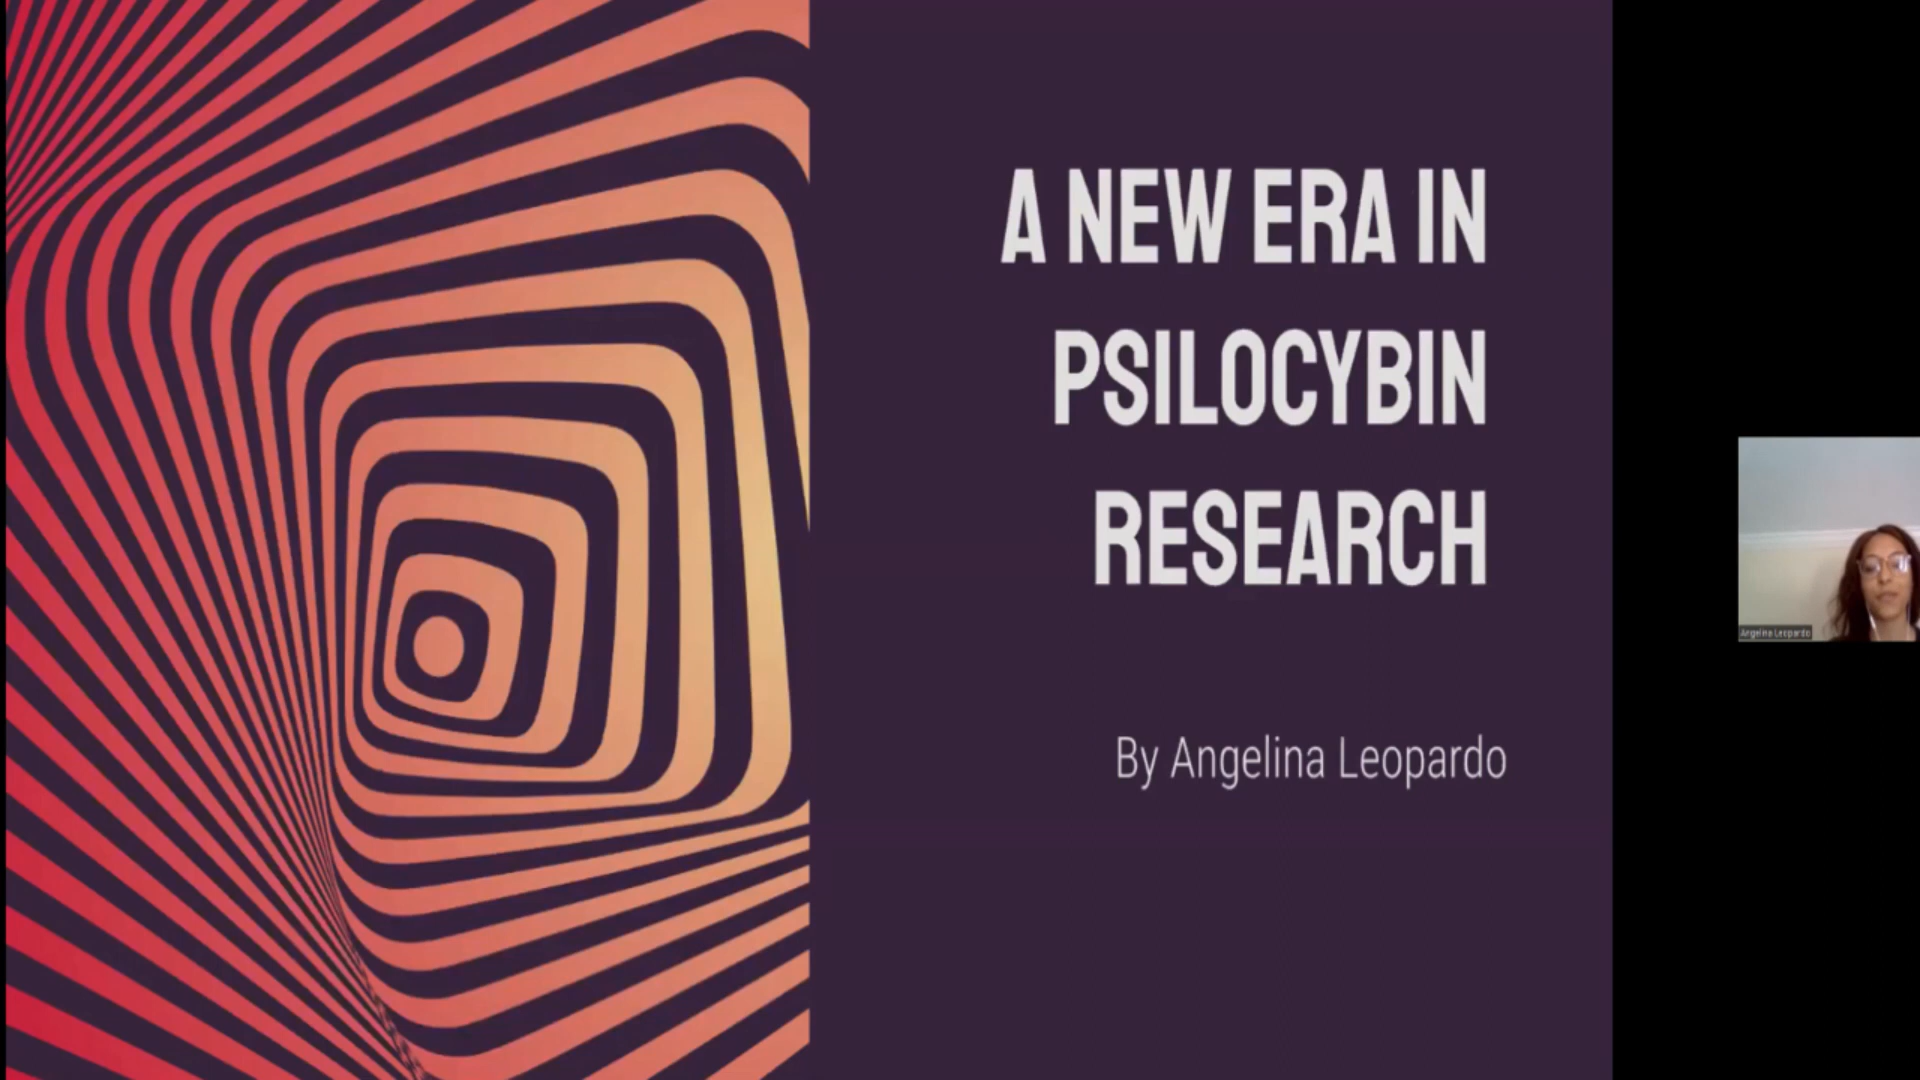 A NEW ERA IN
PSILOCYBIN
RESEARCH
By Angelina Leopardo
Angelina Leopardo